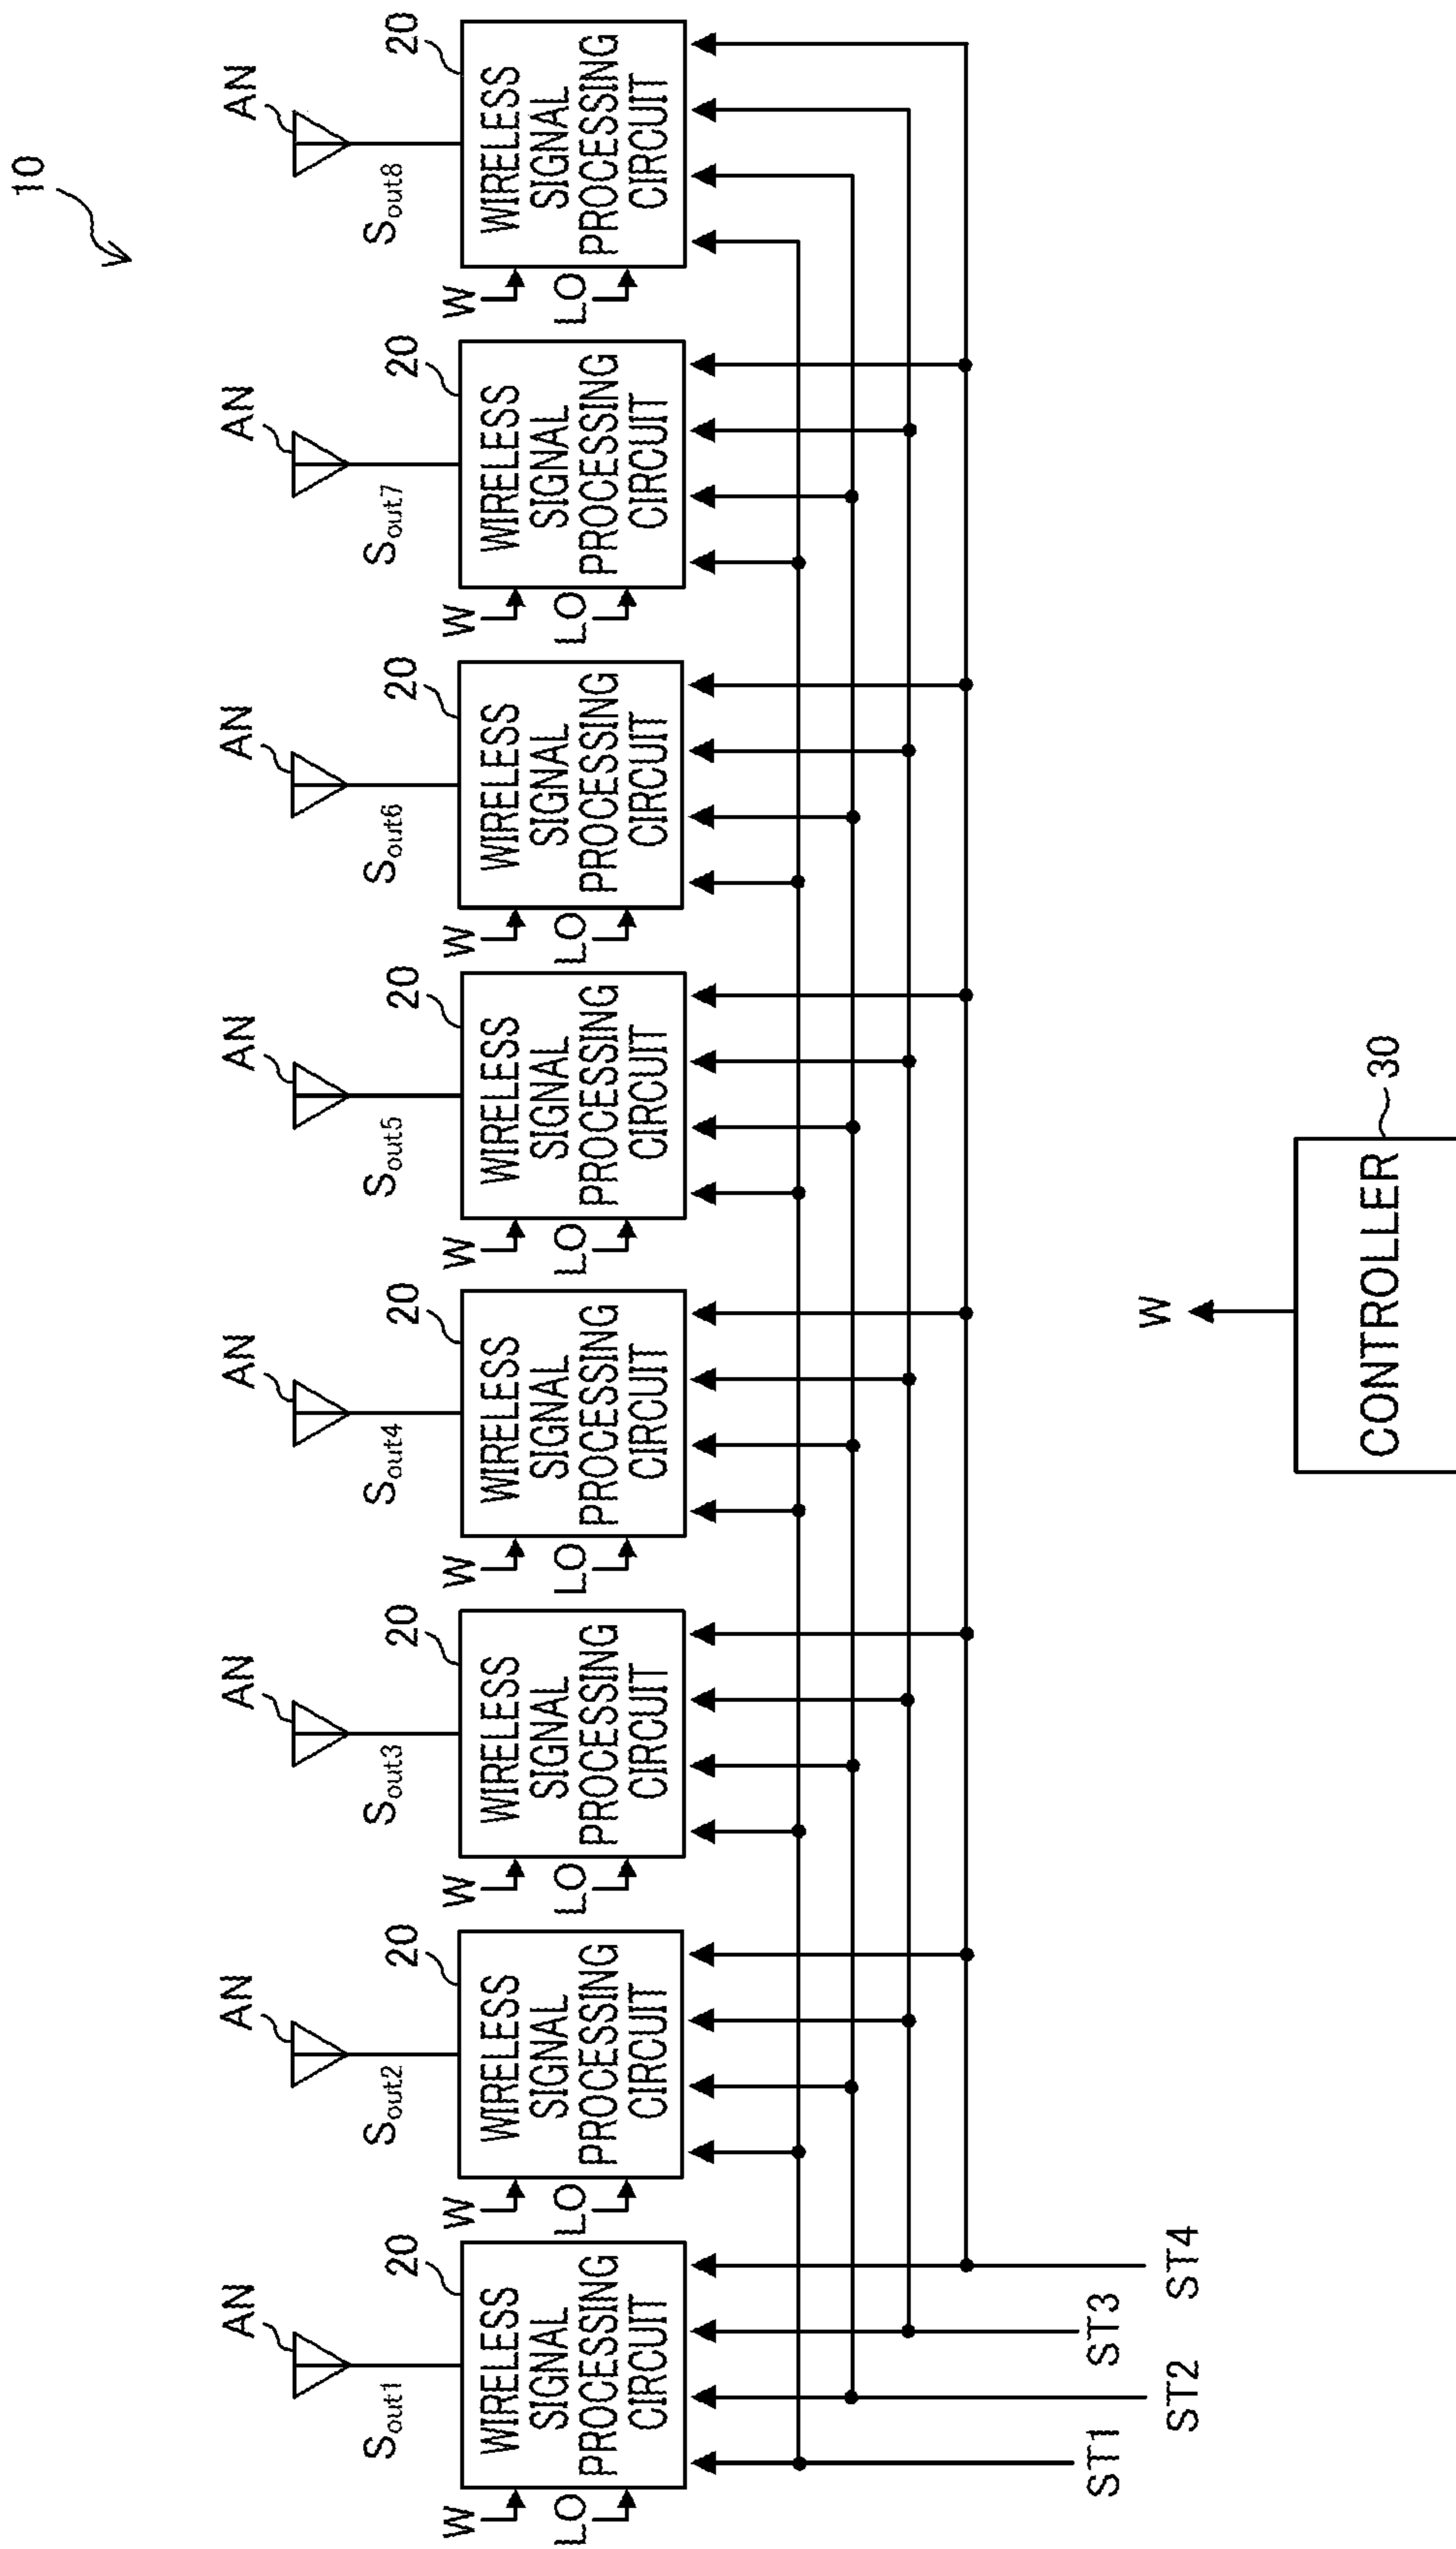 10
AN
AN
AN
AN
AN
AN
AN
AN
Sout1
20
Sout2
20
Sout3
20
Sout4
20
Sout5
20
Sout6
20
Sout7
20
Sout8
20
W
LO
WIRELESS
SIGNAL
PROCESSING
CIRCUIT
W
LO
WIRELESS
SIGNAL
PROCESSING
CIRCUIT
W
LO
WIRELESS
SIGNAL
PROCESSING
CIRCUIT
W
LO
WIRELESS
SIGNAL
PROCESSING
CIRCUIT
W
LO
WIRELESS
SIGNAL
PROCESSING
CIRCUIT
W
LO
WIRELESS
SIGNAL
PROCESSING
CIRCUIT
W
LO
WIRELESS
SIGNAL
PROCESSING
CIRCUIT
W
LO
WIRELESS
SIGNAL
PROCESSING
CIRCUIT
ST1
ST2
ST3
ST4
W
30
CONTROLLER